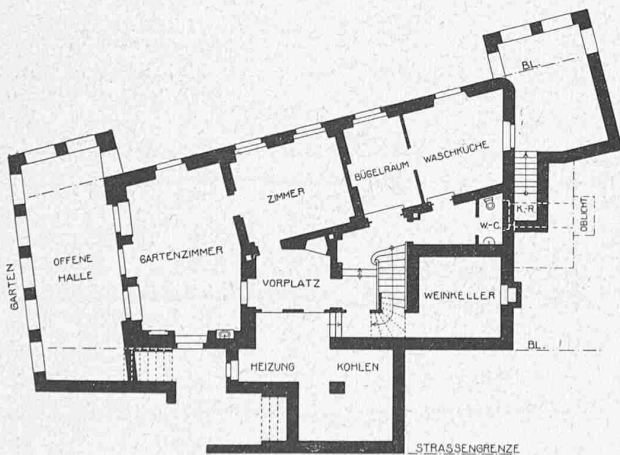 BL.
BÜGELRAUM
WASCHKÜCHE
ZIMMER
K.-R.
OBLICHT
W.-C.
GARTEN
OFFENE
HALLE
GARTENZIMMER
VORPLATZ
WEINKELLER
BL.
HEIZUNG
KOHLEN
STRASSENGRENZE